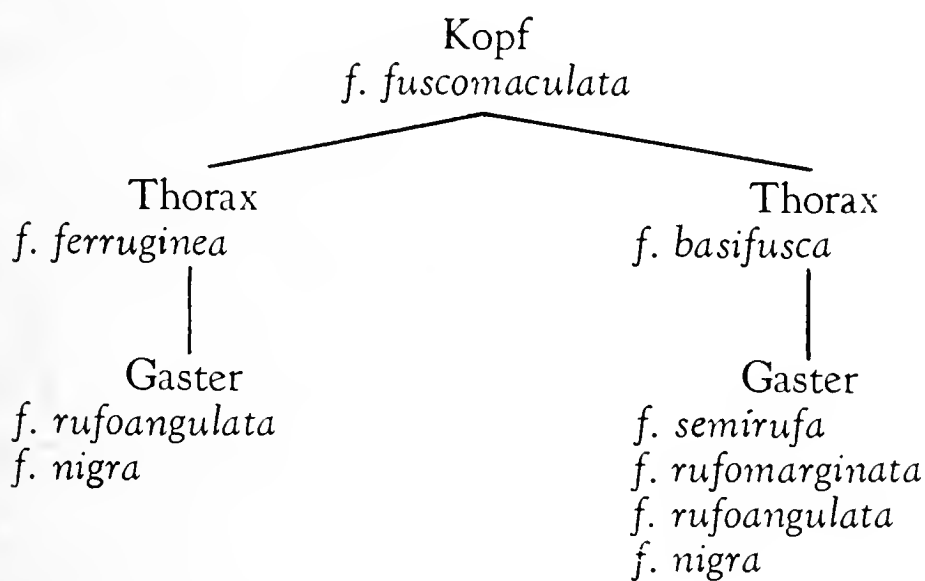 Kopf
f. fuscomaculata
Thorax
f. ferruginea
Gaster
f. rufoangulata
f. nigra
Thorax
f. basifusca
Gaster
f. semirufa
f. rufomarginata
f. rufoangulata
f. nigra